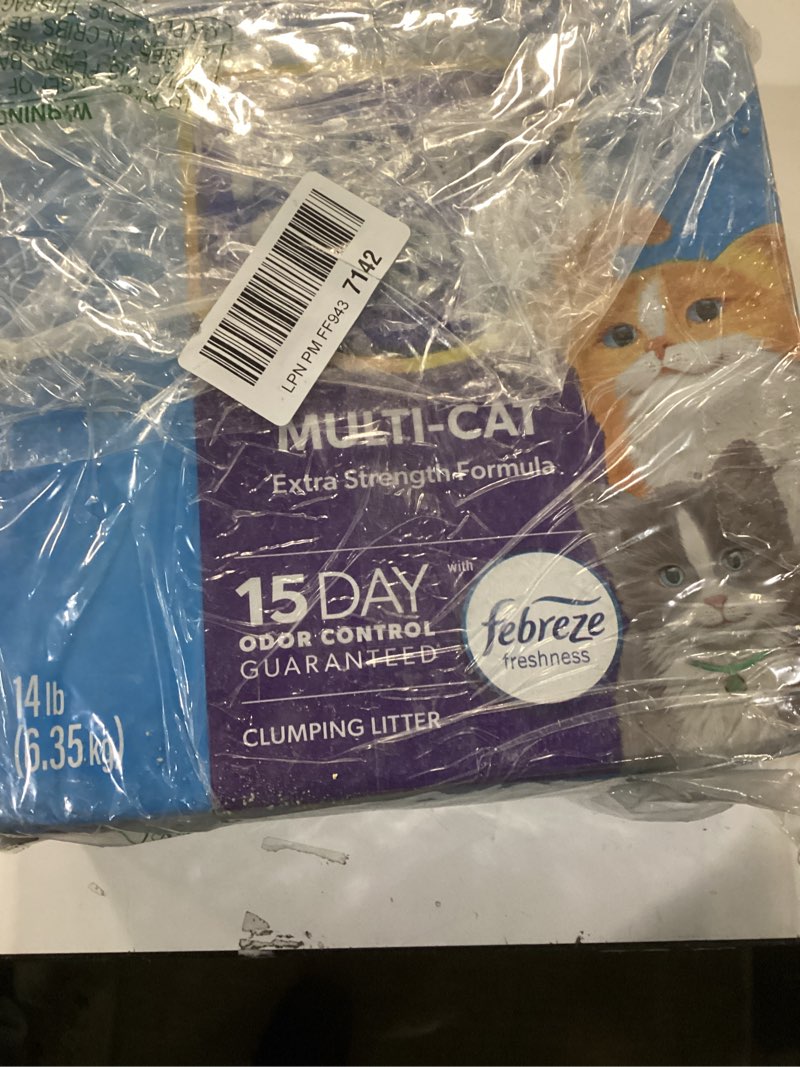 WARNING
LPN PM FF943 7142
MULTI-CAT
Extra Strength Formula
15 DAY
ODOR CONTROL
GUARANTEED
with
febreze
freshness
CLUMPING LITTER
14 lb
(6.35 kg)